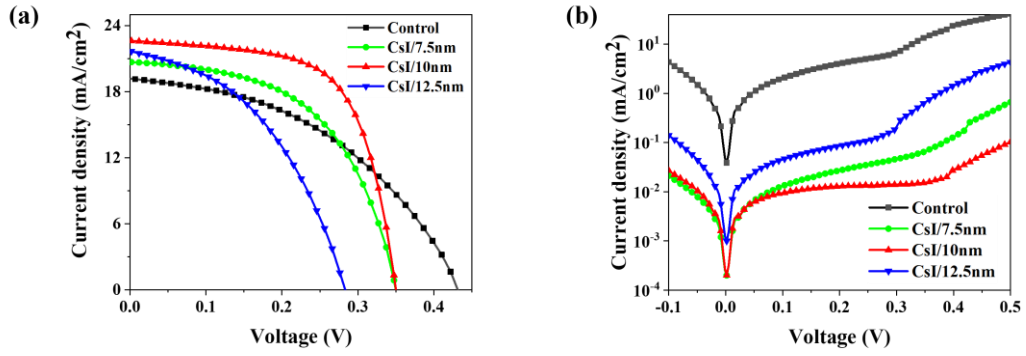 (a)
Current density (mA/cm²)
24
18
12
6
0
0.0 0.1 0.2 0.3 0.4
Voltage (V)
Control
CsI/7.5nm
CsI/10nm
CsI/12.5nm
(b)
Current density (mA/cm²)
10¹
10⁰
10⁻¹
10⁻²
10⁻³
10⁻⁴
-0.1 0.0 0.1 0.2 0.3 0.4 0.5
Voltage (V)
Control
CsI/7.5nm
CsI/10nm
CsI/12.5nm